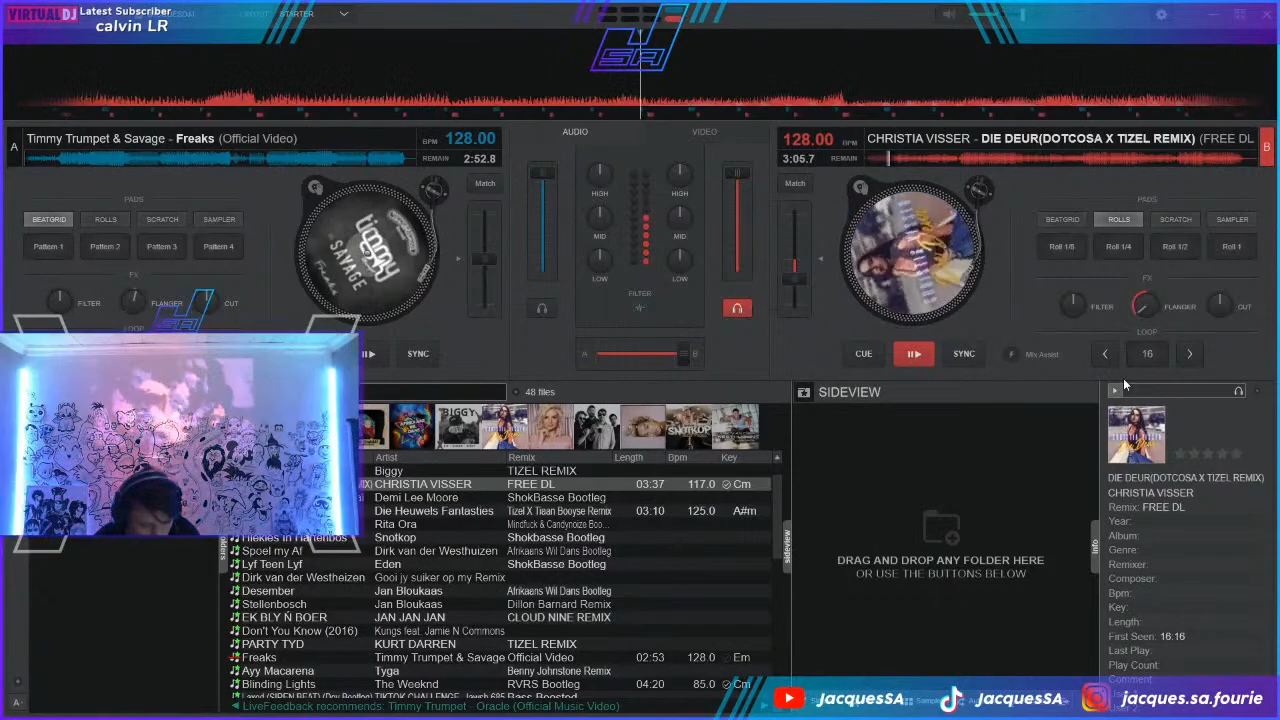 VIRTUALDJ
Latest Subscriber
calvin LR
STARTER
SA
A
Timmy Trumpet & Savage - Freaks (Official Video)
BPM 128.00
REMAIN 2:52.8
AUDIO
VIDEO
128.00 BPM
3:05.7 REMAIN
CHRISTIA VISSER - DIE DEUR(DOTCOSA X TIZEL REMIX) (FREE DL
B
Match
HIGH
HIGH
Match
PADS
PADS
BEATGRID ROLLS SCRATCH SAMPLER
BEATGRID ROLLS SCRATCH SAMPLER
MID
MID
Pattern 1 Pattern 2 Pattern 3 Pattern 4
Roll 1/4 Roll 1/2 Roll 1
LOW
LOW
FX
FX
FILTER FLANGER CUT
FILTER
FILTER FLANGER CUT
LOOP
LOOP
SYNC
A
B
CUE
SYNC
Mix Assist
16
48 files
SIDEVIEW
BIGGY
SNOTKOP
Artist Remix Length Bpm Key
Biggy TIZEL REMIX
CHRISTIA VISSER FREE DL 03:37 117.0 Cm
Demi Lee Moore ShokBasse Bootleg
Die Heuwels Fantasties Tizel X Tiaan Booyse Remix 03:10 125.0 A#m
Rita Ora Mindfuck & Candynoize Boo...
Snotkop Shokbasse Bootleg
Spoel my Af Dirk van der Westhuizen Afrikaans Wil Dans Bootleg
Lyf Teen Lyf Eden ShokBasse Bootleg
Dirk van der Westhuizen Gooi jy suiker op my Remix
Desember Jan Bloukaas Afrikaans Wil Dans Bootleg
Stellenbosch Jan Bloukaas Dillon Barnard Remix
EK BLY Ń BOER JAN JAN JAN CLOUD NINE REMIX
Don't You Know (2016) Kungs feat. Jamie N Commons
PARTY TYD KURT DARREN TIZEL REMIX
Freaks Timmy Trumpet & Savage Official Video 02:53 128.0 Em
Ayy Macarena Tyga Benny Johnstone Remix
Blinding Lights The Weeknd RVRS Bootleg 04:20 85.0 Cm
LiveFeedback recommends: Timmy Trumpet - Oracle (Official Music Video)
sideview
DRAG AND DROP ANY FOLDER HERE
OR USE THE BUTTONS BELOW
info
DIE DEUR(DOTCOSA X TIZEL REMIX)
CHRISTIA VISSER
Remix: FREE DL
Year:
Album:
Genre:
Remixer:
Composer:
Bpm:
Key:
Length:
First Seen: 16:16
Last Play:
Play Count:
JacquesSA
JacquesSA
jacques.sa.fourie